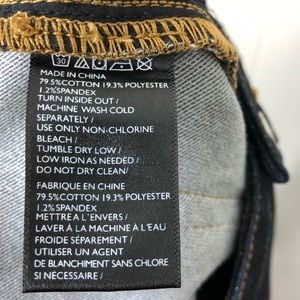 30
MADE IN CHINA
79.5%COTTON 19.3% POLYESTER
1.2%SPANDEX
TURN INSIDE OUT /
MACHINE WASH COLD
SEPARATELY /
USE ONLY NON-CHLORINE
BLEACH /
TUMBLE DRY LOW /
LOW IRON AS NEEDED /
DO NOT DRY CLEAN/
FABRIQUE EN CHINE
79.5%COTTON 19.3% POLYESTER
1.2%SPANDEX
METTRE A L'ENVERS /
LAVER À LA MACHINE À L'EAU
FROIDE SÉPARÉMENT /
UTILISER UN AGENT
DE BLANCHIMENT SANS CHLORE
SI NECESSAIRE /